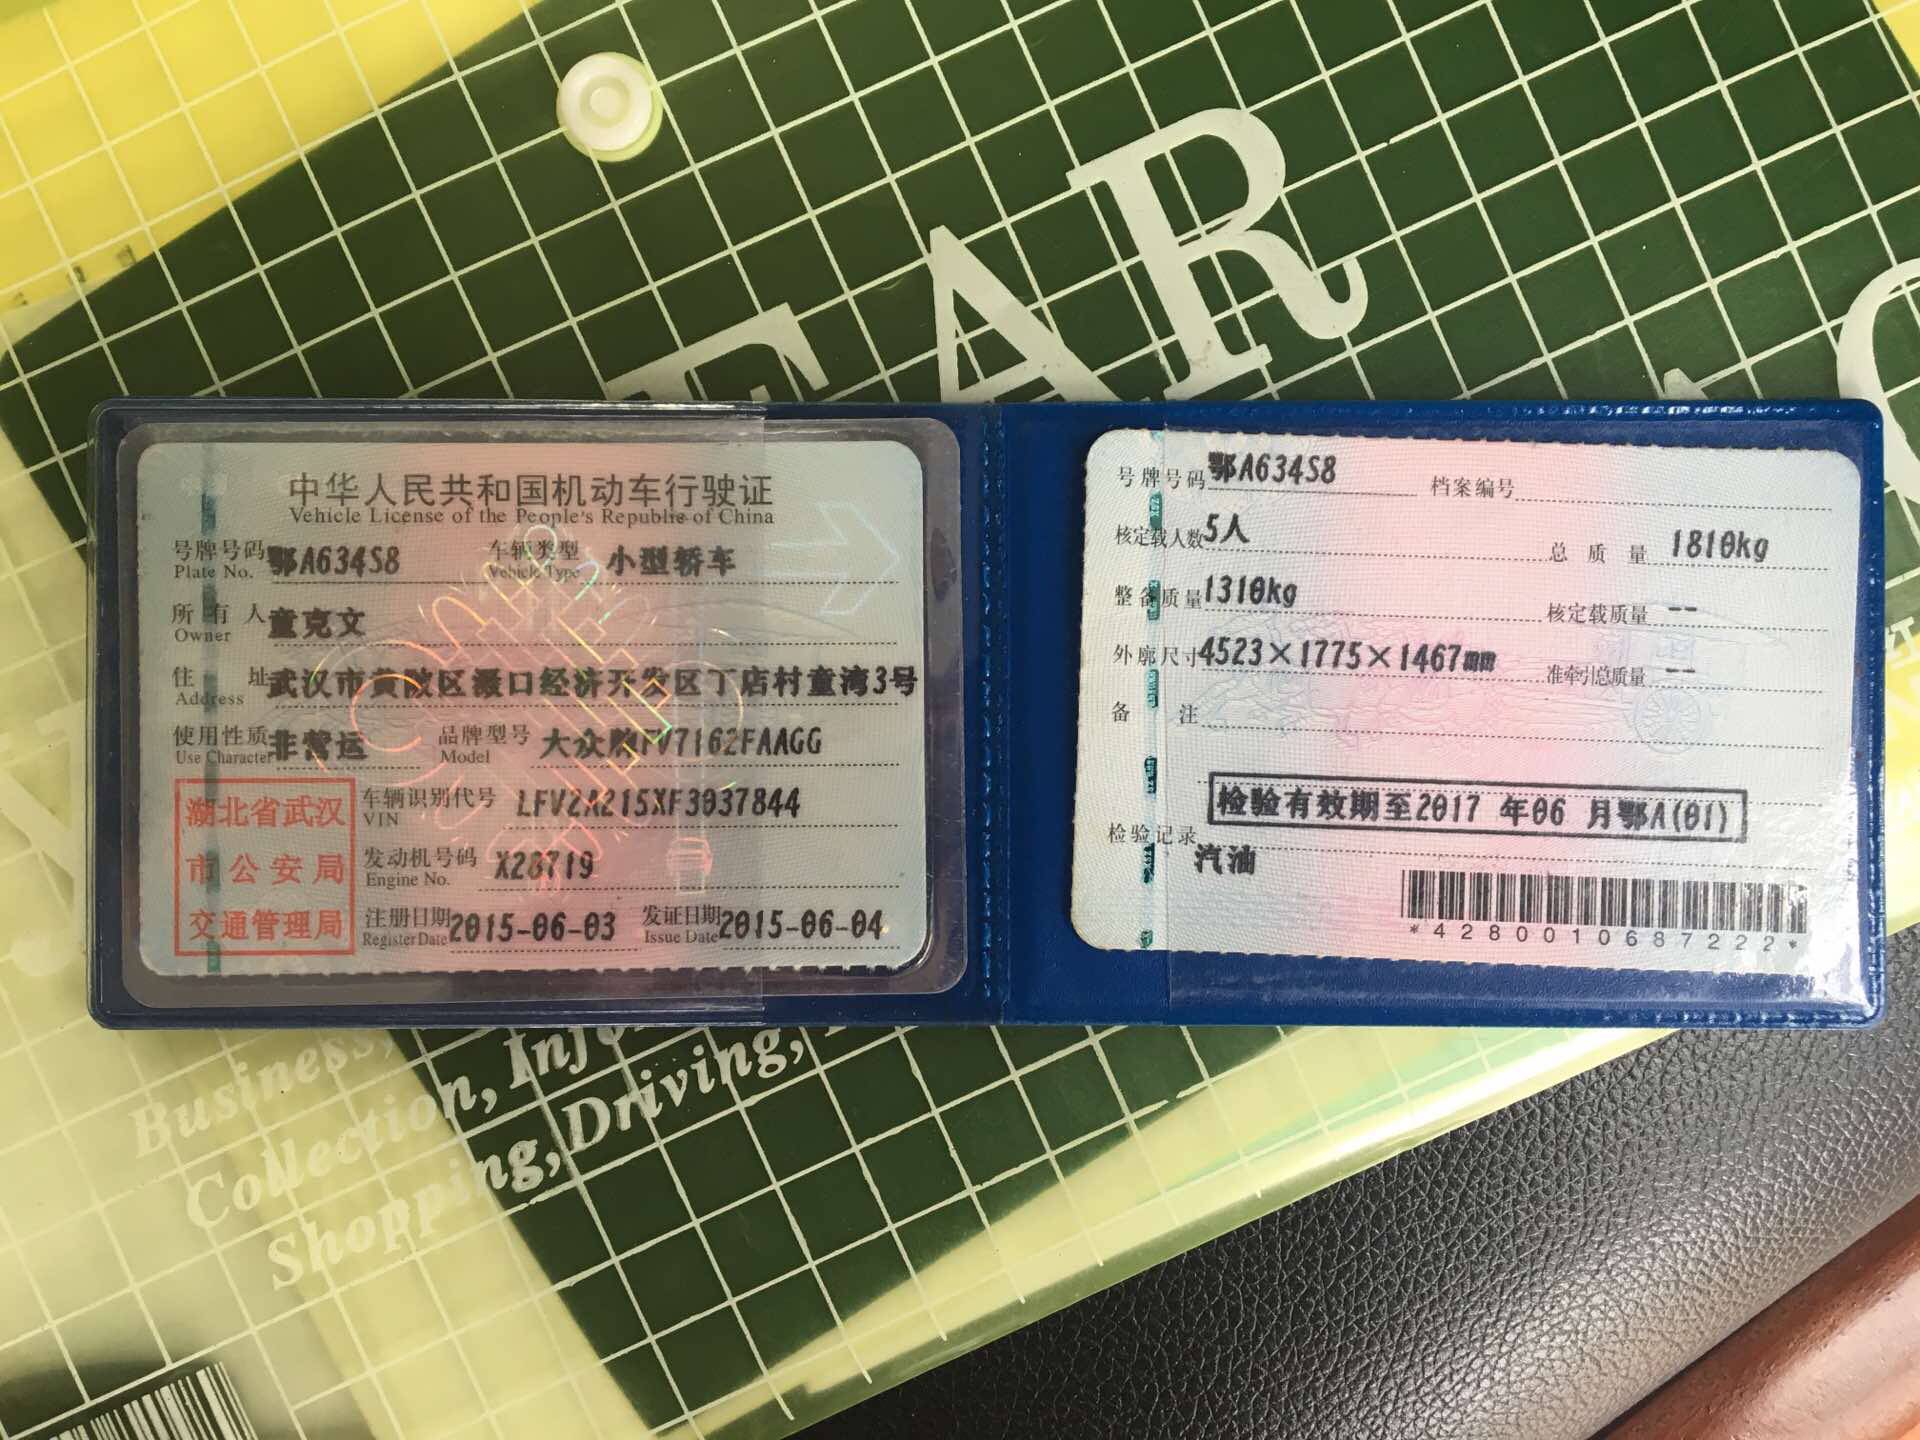 EAR
中华人民共和国机动车行驶证
Vehicle License of the People's Republic of China
号牌号码 Plate No. 鄂A634S8 车辆类型 Vehicle Type 小型轿车
所有人 Owner 童克文
住址 Address 武汉市黄陂区滠口经济开发区丁店村童湾3号
使用性质 Use Character 非营运 品牌型号 Model 大众牌FV7162FAAGG
车辆识别代号 VIN LFV2A215XF3037844
发动机号码 Engine No. X28719
注册日期 Register Date 2015-06-03 发证日期 Issue Date 2015-06-04
湖北省武汉
市公安局
交通管理局
号牌号码 鄂A634S8 档案编号
核定载人数 5人 总质量 1810kg
整备质量 1310kg 核定载质量 --
外廓尺寸 4523×1775×1467mm 准牵引总质量 --
备注
检验有效期至2017 年06 月鄂A(01)
检验记录
汽油
*4280010687222*
Business,
Collection,
Shopping,Driving,